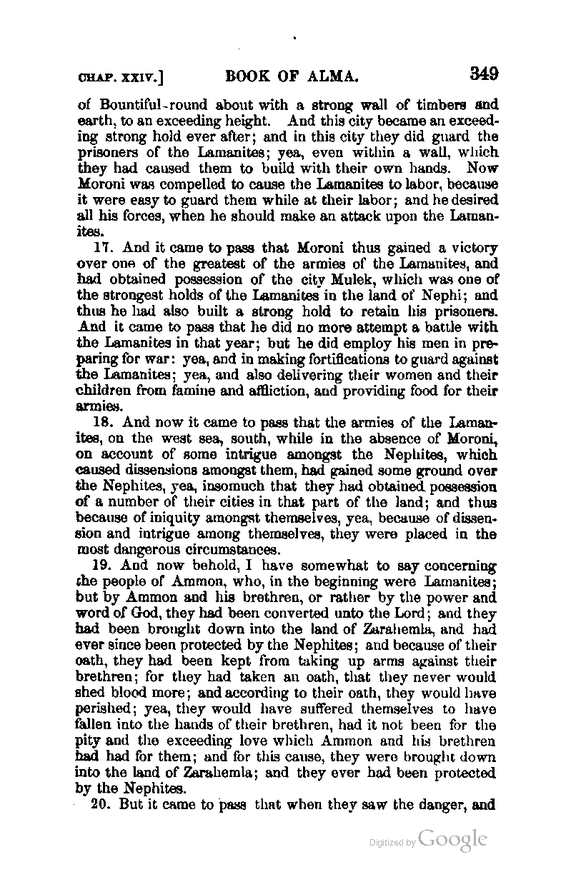 CHAP. XXIV.] BOOK OF ALMA. 349
of Bountiful round about with a strong wall of timbers and
earth, to an exceeding height. And this city became an exceed-
ing strong hold ever after; and in this city they did guard the
prisoners of the Lamanites; yea, even within a wall, which
they had caused them to build with their own hands. Now
Moroni was compelled to cause the Lamanites to labor, because
it were easy to guard them while at their labor; and he desired
all his forces, when he should make an attack upon the Laman-
ites.
17. And it came to pass that Moroni thus gained a victory
over one of the greatest of the armies of the Lamanites, and
had obtained possession of the city Mulek, which was one of
the strongest holds of the Lamanites in the land of Nephi; and
thus he had also built a strong hold to retain his prisoners.
And it came to pass that he did no more attempt a battle with
the Lamanites in that year; but he did employ his men in pre-
paring for war: yea, and in making fortifications to guard against
the Lamanites; yea, and also delivering their women and their
children from famine and affliction, and providing food for their
armies.
18. And now it came to pass that the armies of the Laman-
ites, on the west sea, south, while in the absence of Moroni,
on account of some intrigue amongst the Nephites, which
caused dissensions amongst them, had gained some ground over
the Nephites, yea, insomuch that they had obtained possession
of a number of their cities in that part of the land; and thus
because of iniquity amongst themselves, yea, because of dissen-
sion and intrigue among themselves, they were placed in the
most dangerous circumstances.
19. And now behold, I have somewhat to say concerning
the people of Ammon, who, in the beginning were Lamanites;
but by Ammon and his brethren, or rather by the power and
word of God, they had been converted unto the Lord; and they
had been brought down into the land of Zarahemla, and had
ever since been protected by the Nephites; and because of their
oath, they had been kept from taking up arms against their
brethren; for they had taken an oath, that they never would
shed blood more; and according to their oath, they would have
perished; yea, they would have suffered themselves to have
fallen into the hands of their brethren, had it not been for the
pity and the exceeding love which Ammon and his brethren
had had for them; and for this cause, they were brought down
into the land of Zarahemla; and they ever had been protected
by the Nephites.
20. But it came to pass that when they saw the danger, and
Digitized by Google